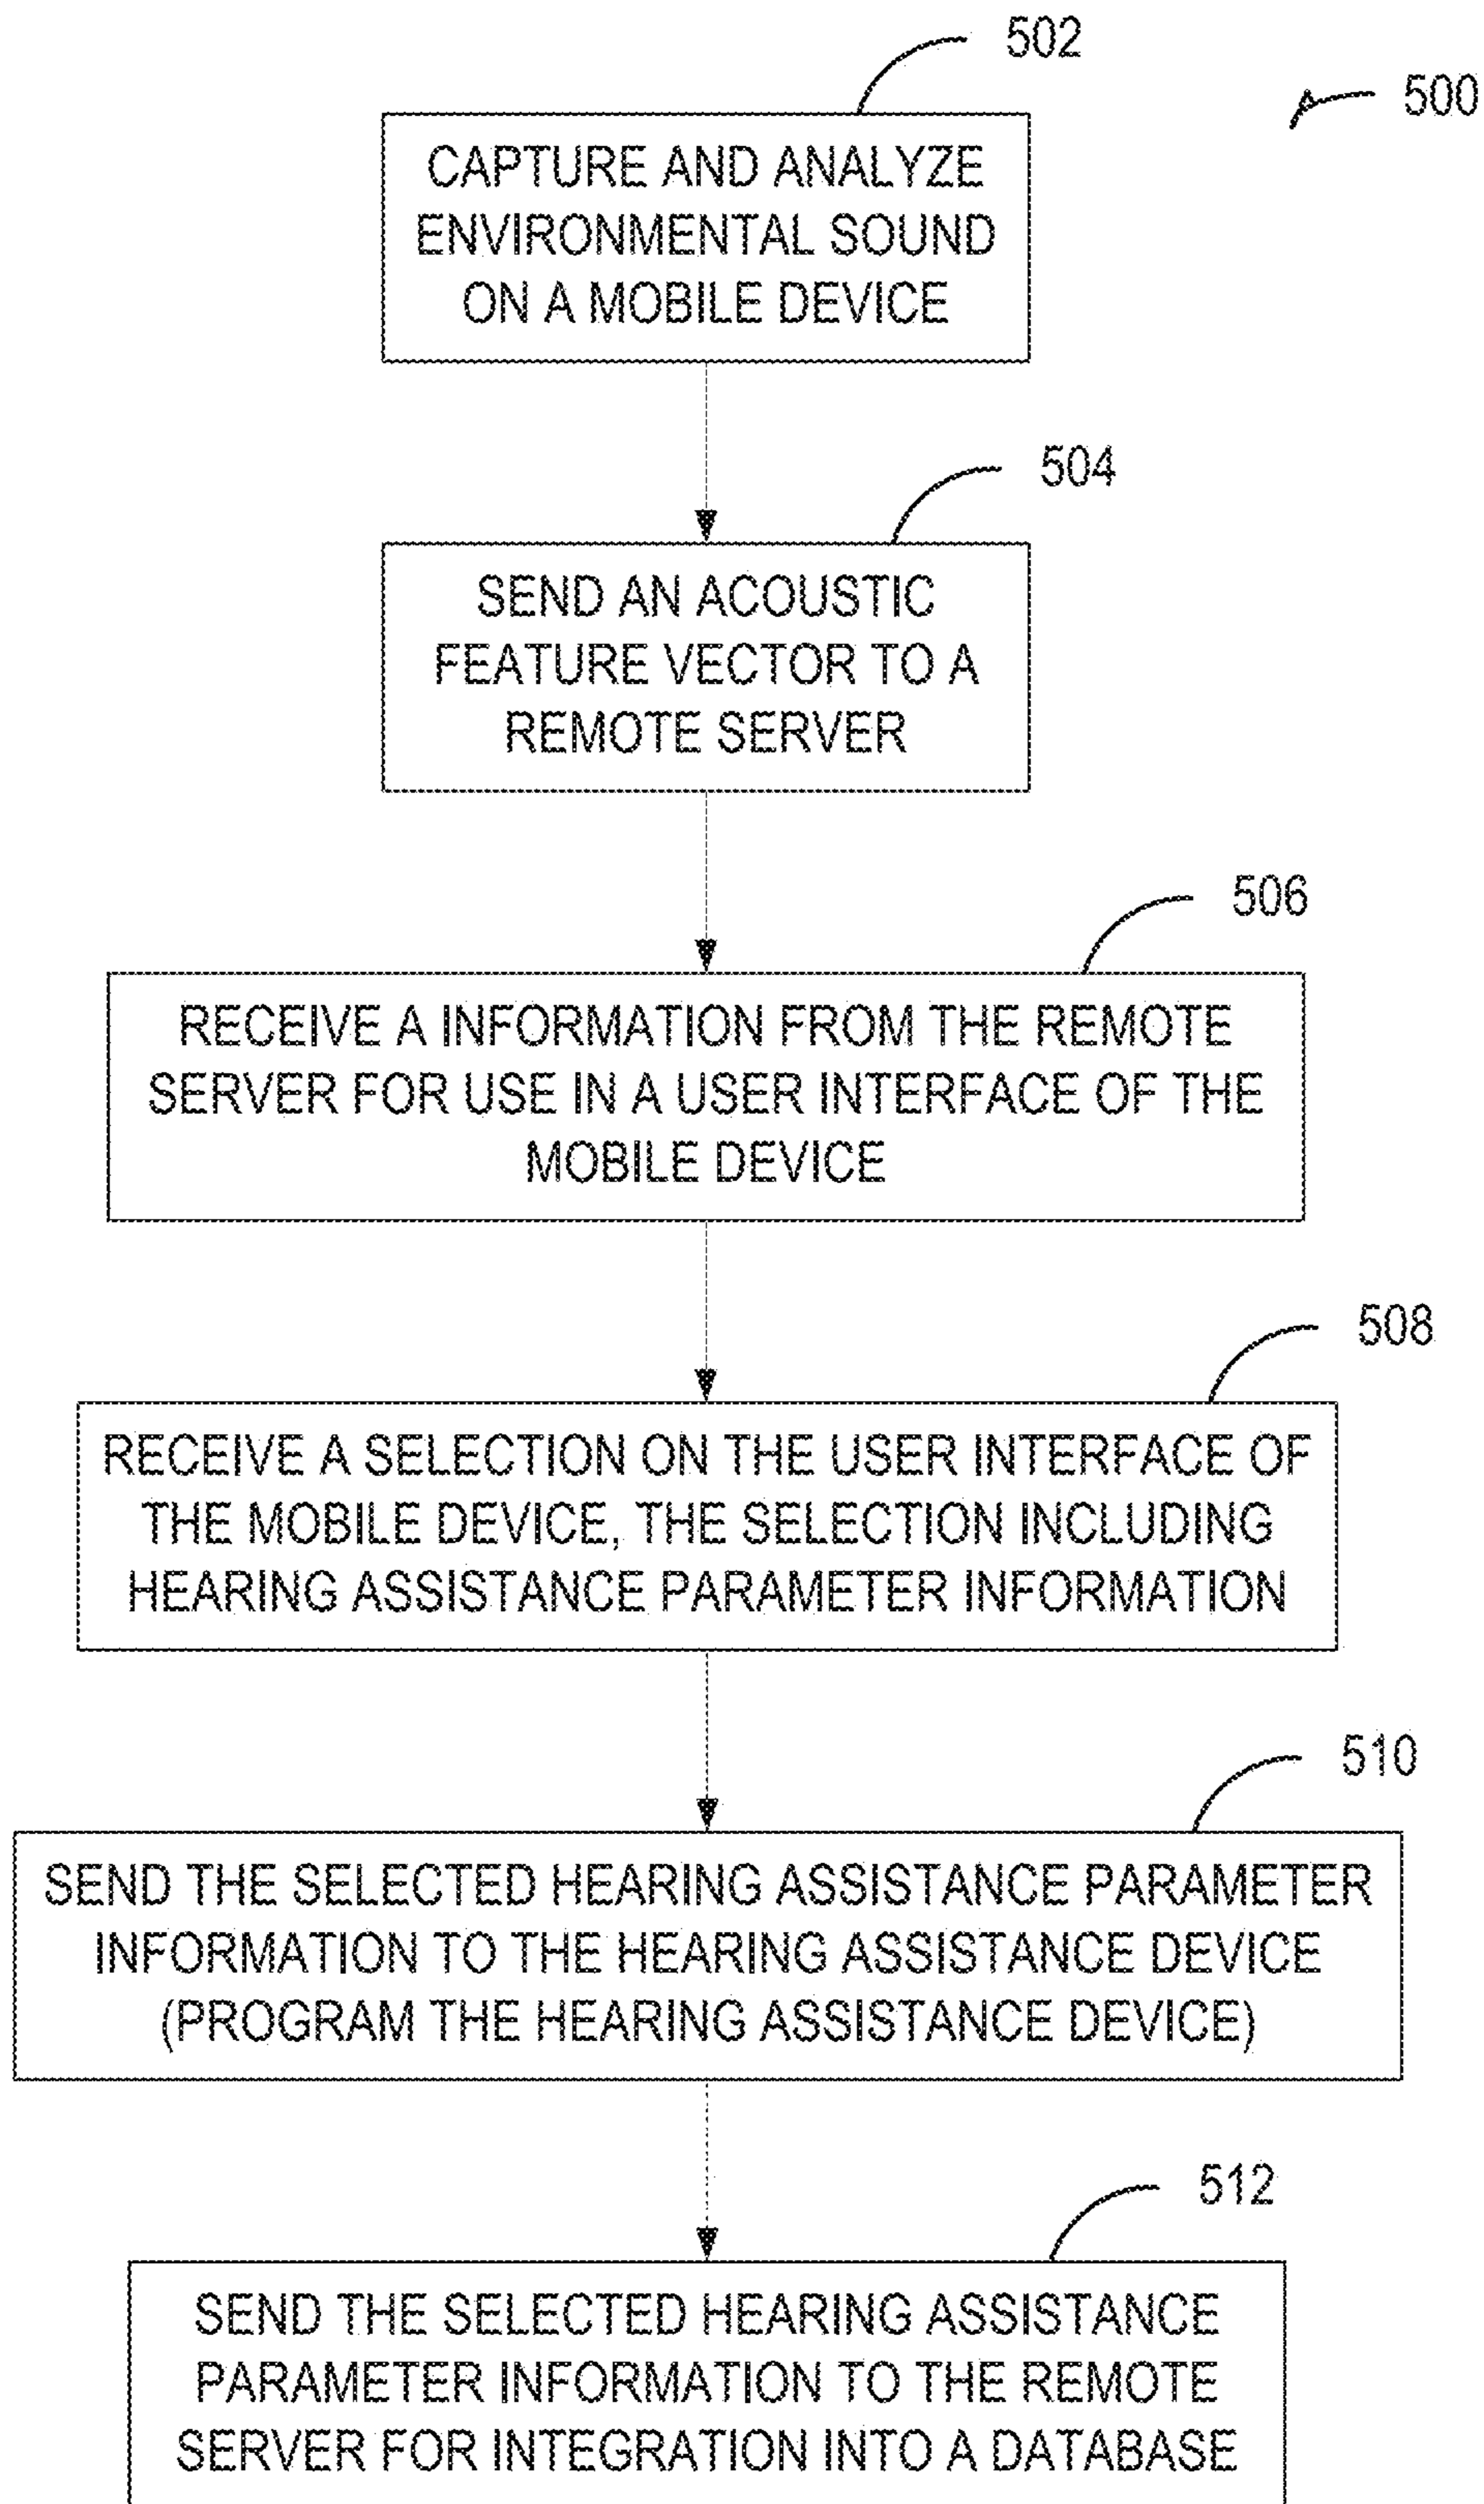 502
500
CAPTURE AND ANALYZE
ENVIRONMENTAL SOUND
ON A MOBILE DEVICE
504
SEND AN ACOUSTIC
FEATURE VECTOR TO A
REMOTE SERVER
506
RECEIVE A INFORMATION FROM THE REMOTE
SERVER FOR USE IN A USER INTERFACE OF THE
MOBILE DEVICE
508
RECEIVE A SELECTION ON THE USER INTERFACE OF
THE MOBILE DEVICE, THE SELECTION INCLUDING
HEARING ASSISTANCE PARAMETER INFORMATION
510
SEND THE SELECTED HEARING ASSISTANCE PARAMETER
INFORMATION TO THE HEARING ASSISTANCE DEVICE
(PROGRAM THE HEARING ASSISTANCE DEVICE)
512
SEND THE SELECTED HEARING ASSISTANCE
PARAMETER INFORMATION TO THE REMOTE
SERVER FOR INTEGRATION INTO A DATABASE